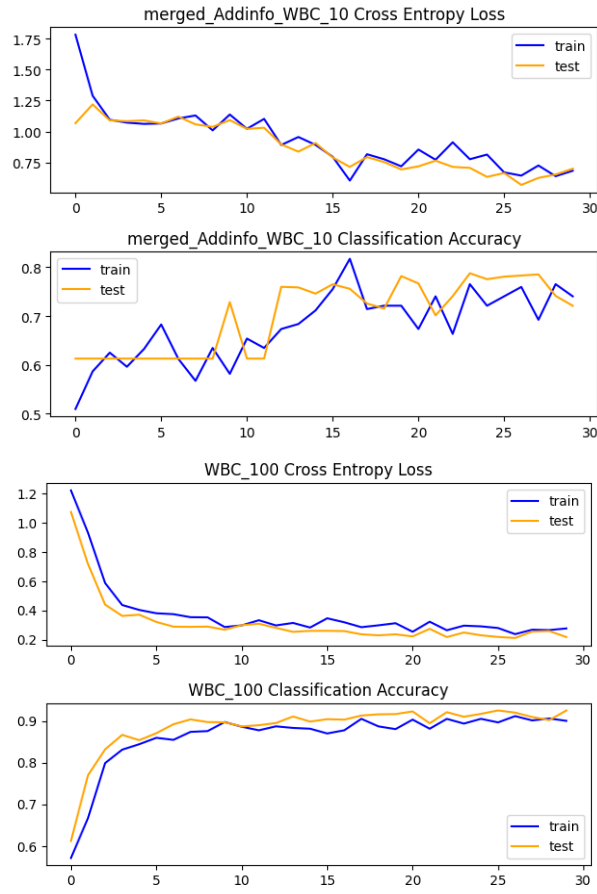 merged_Addinfo_WBC_10 Cross Entropy Loss
1.75
1.50
1.25
1.00
0.75
train
test
0 5 10 15 20 25 30
merged_Addinfo_WBC_10 Classification Accuracy
0.8
0.7
0.6
0.5
train
test
0 5 10 15 20 25 30
WBC_100 Cross Entropy Loss
1.2
1.0
0.8
0.6
0.4
0.2
train
test
0 5 10 15 20 25 30
WBC_100 Classification Accuracy
0.9
0.8
0.7
0.6
train
test
0 5 10 15 20 25 30